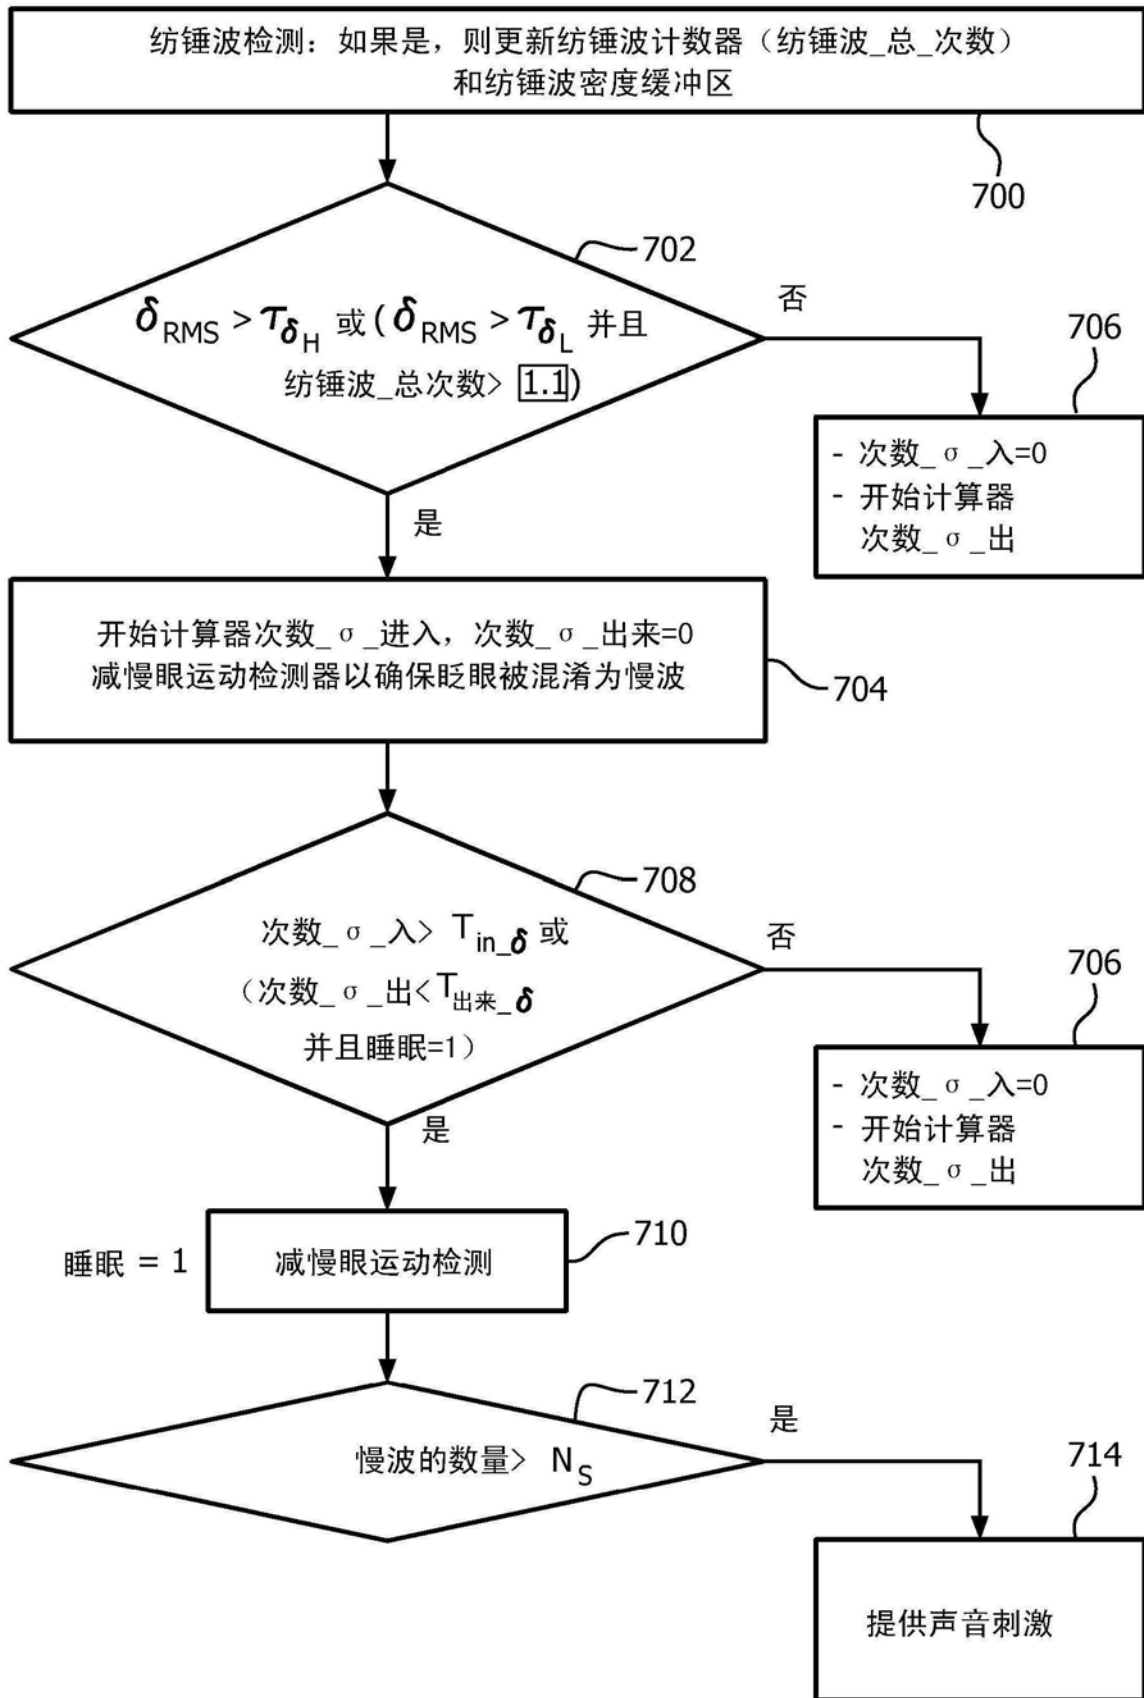 纺锤波检测：如果是，则更新纺锤波计数器（纺锤波_总_次数）
和纺锤波密度缓冲区
700
702
δRMS > τδH 或 ( δRMS > τδL 并且
纺锤波_总次数> 1.1)
否
706
- 次数_σ_入=0
- 开始计算器
次数_σ_出
是
开始计算器次数_σ_进入，次数_σ_出来=0
减慢眼运动检测器以确保眨眼被混淆为慢波
704
708
次数_σ_入> Tin_δ 或
（次数_σ_出<T出来_δ
并且睡眠=1）
否
706
- 次数_σ_入=0
- 开始计算器
次数_σ_出
是
710
睡眠 = 1
减慢眼运动检测
712
慢波的数量> NS
是
714
提供声音刺激